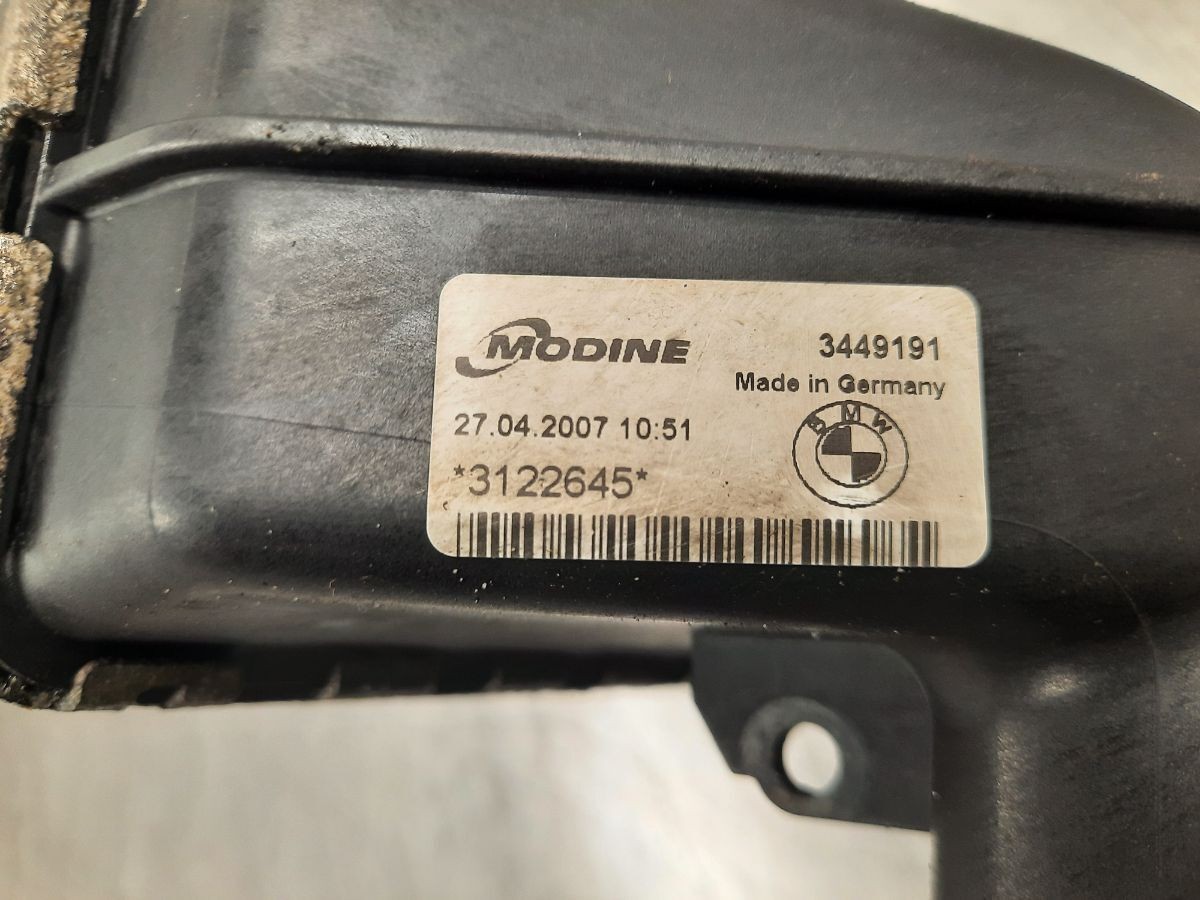 MODINE
3449191
Made in Germany
BMW
27.04.2007 10:51
*3122645*